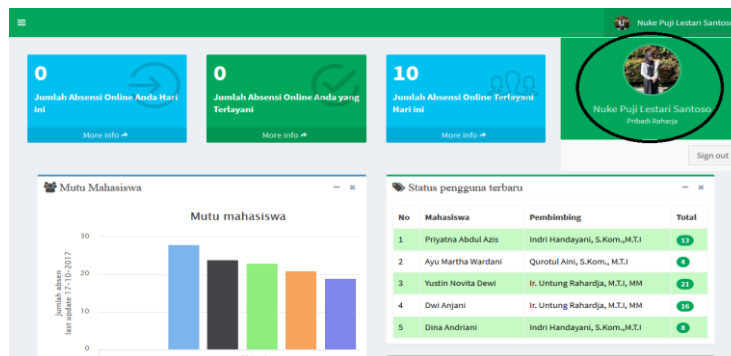 Nuke Puji Lestari Santoso
0
Jumlah Absensi Online Anda Hari
ini
More info
0
Jumlah Absensi Online Anda yang
Terlayani
More info
10
Jumlah Absensi Online Terlayani
Hari ini
More info
Nuke Puji Lestari Santoso
Pribadi Raharja
Sign out
Mutu Mahasiswa
Mutu mahasiswa
Jumlah absen
last update 17-10-2017
30
20
10
0
Status pengguna terbaru
No Mahasiswa Pembimbing Total
1 Priyatna Abdul Azis Indri Handayani, S.Kom.,M.T.I 13
2 Ayu Martha Wardani Qurotul Aini, S.Kom., M.T.I 4
3 Yustin Novita Dewi Ir. Untung Rahardja, M.T.I, MM 21
4 Dwi Anjani Ir. Untung Rahardja, M.T.I, MM 16
5 Dina Andriani Indri Handayani, S.Kom.,M.T.I 8